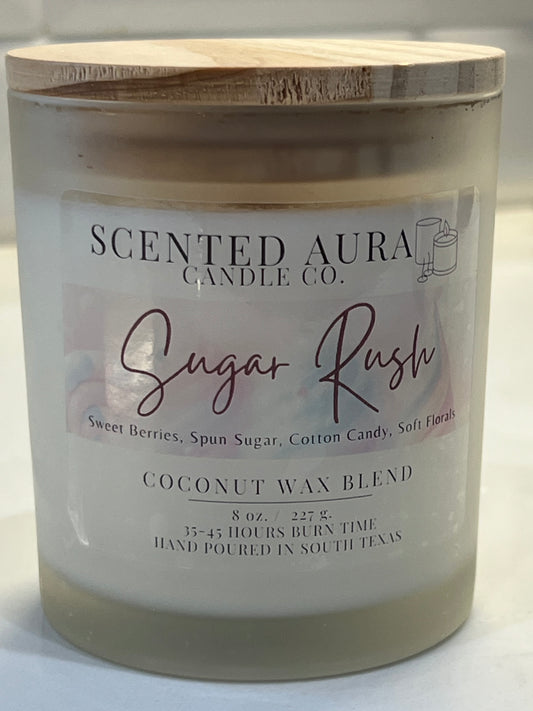 SCENTED AURA
CANDLE CO.
Sugar Rush
Sweet Berries, Spun Sugar, Cotton Candy, Soft Florals
COCONUT WAX BLEND
8 oz. / 227 g.
35-45 HOURS BURN TIME
HAND POURED IN SOUTH TEXAS